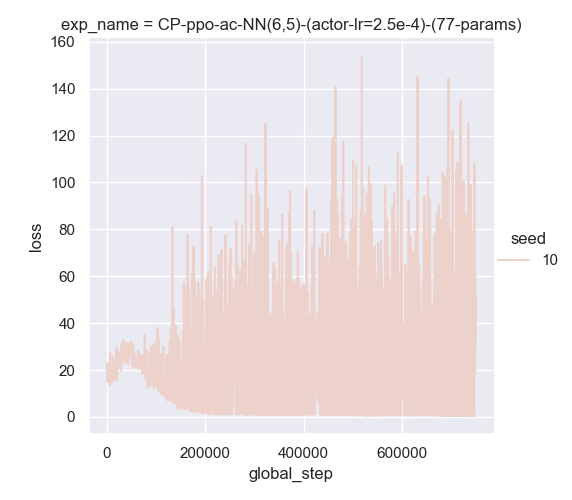 exp_name = CP-ppo-ac-NN(6,5)-(actor-lr=2.5e-4)-(77-params)
160
140
120
100
80
60
40
20
0
loss
0 200000 400000 600000
global_step
seed
10